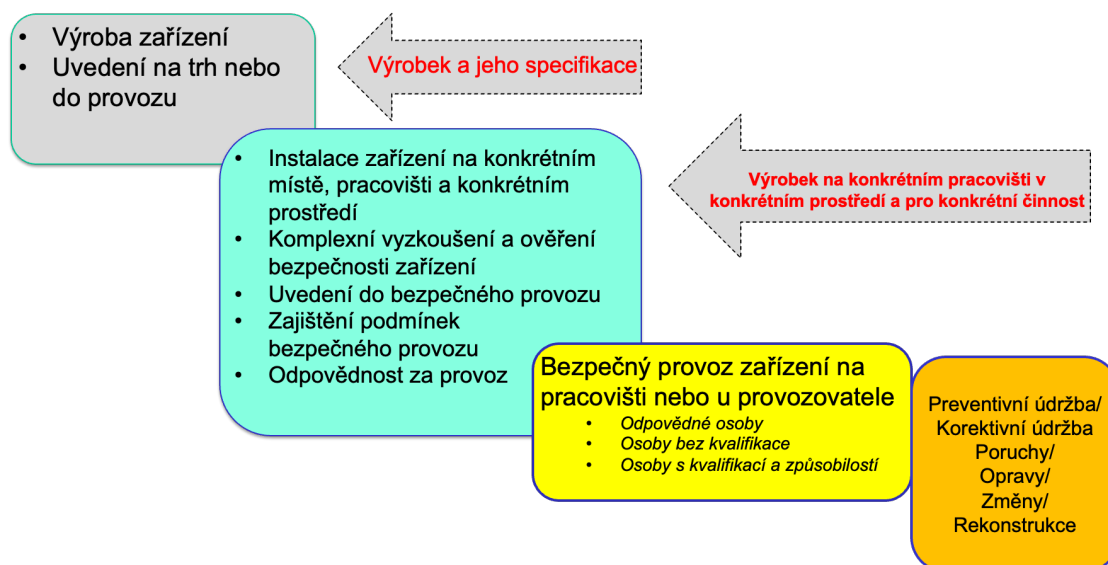 • Výroba zařízení
• Uvedení na trh nebo
do provozu
Výrobek a jeho specifikace
• Instalace zařízení na konkrétním
místě, pracovišti a konkrétním
prostředí
• Komplexní vyzkoušení a ověření
bezpečnosti zařízení
• Uvedení do bezpečného provozu
• Zajištění podmínek
bezpečného provozu
• Odpovědnost za provoz
Výrobek na konkrétním pracovišti v
konkrétním prostředí a pro konkrétní činnost
Bezpečný provoz zařízení na
pracovišti nebo u provozovatele
• Odpovědné osoby
• Osoby bez kvalifikace
• Osoby s kvalifikací a způsobilostí
Preventivní údržba/
Korektivní údržba
Poruchy/
Opravy/
Změny/
Rekonstrukce